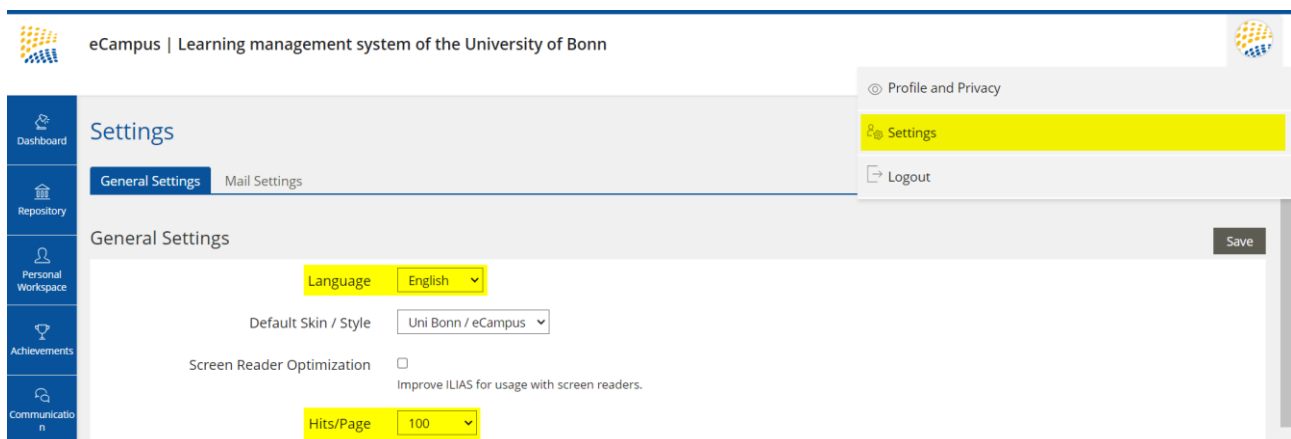 eCampus | Learning management system of the University of Bonn
Profile and Privacy
Settings
Logout
Dashboard
Repository
Personal
Workspace
Achievements
Communicatio
n
Settings
General Settings Mail Settings
General Settings Save
Language English
Default Skin / Style Uni Bonn / eCampus
Screen Reader Optimization
Improve ILIAS for usage with screen readers.
Hits/Page 100